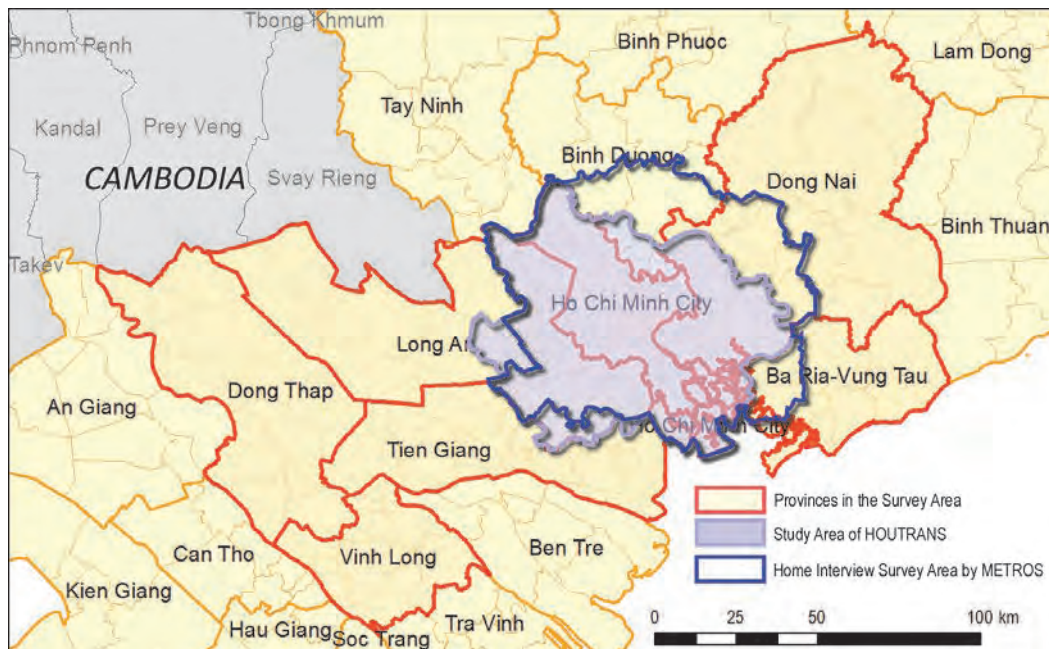 Tbong Khmum
Phnom Penh
Binh Phuoc
Lam Dong
Tay Ninh
Kandal
Prey Veng
Binh Duong
CAMBODIA
Svay Rieng
Dong Nai
Binh Thuan
Takev
Ho Chi Minh City
Long An
Ba Ria-Vung Tau
Dong Thap
An Giang
Ho Chi Minh City
Tien Giang
Provinces in the Survey Area
Study Area of HOUTRANS
Can Tho
Vinh Long
Ben Tre
Home Interview Survey Area by METROS
Kien Giang
0 25 50 100 km
Hau Giang
Tra Vinh
Soc Trang